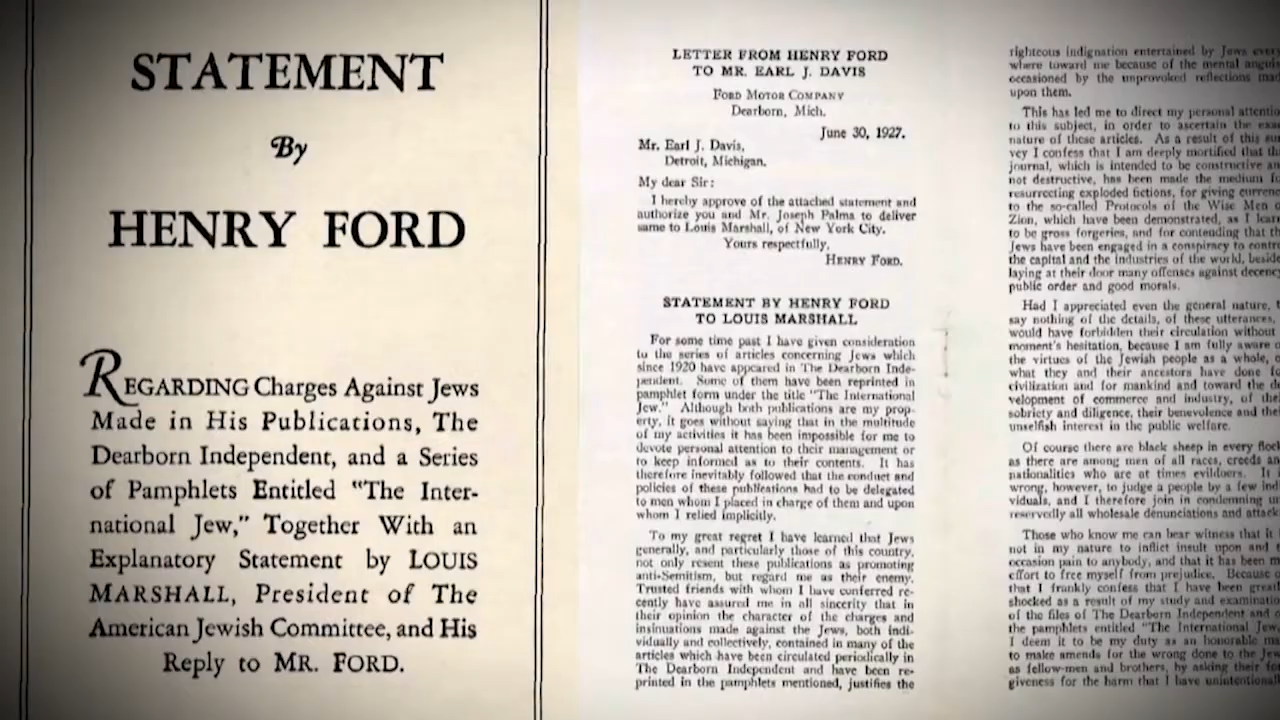 STATEMENT
By
HENRY FORD
REGARDING Charges Against Jews
Made in His Publications, The
Dearborn Independent, and a Series
of Pamphlets Entitled "The Inter-
national Jew," Together With an
Explanatory Statement by LOUIS
MARSHALL, President of The
American Jewish Committee, and His
Reply to MR. FORD.
LETTER FROM HENRY FORD
TO MR. EARL J. DAVIS
FORD MOTOR COMPANY
Dearborn, Mich.
June 30, 1927.
Mr. Earl J. Davis,
Detroit, Michigan.
My dear Sir:
I hereby approve of the attached statement and
authorize you and Mr. Joseph Palma to deliver
same to Louis Marshall, of New York City.
Yours respectfully,
HENRY FORD.
STATEMENT BY HENRY FORD
TO LOUIS MARSHALL
For some time past I have given consideration
to the series of articles concerning Jews which
since 1920 have appeared in The Dearborn Inde-
pendent. Some of them have been reprinted in
pamphlet form under the title "The International
Jew." Although both publications are my prop-
erty, it goes without saying that in the multitude
of my activities it has been impossible for me to
devote personal attention to their management or
to keep informed as to their contents. It has
therefore inevitably followed that the conduct and
policies of these publications had to be delegated
to men whom I placed in charge of them and upon
whom I relied implicitly.
To my great regret I have learned that Jews
generally, and particularly those of this country,
not only resent these publications as promoting
anti-Semitism, but regard me as their enemy.
Trusted friends with whom I have conferred re-
cently have assured me in all sincerity that in
their opinion the character of the charges and
insinuations made against the Jews, both indi-
vidually and collectively, contained in many of the
articles which have been circulated periodically in
The Dearborn Independent and have been re-
printed in the pamphlets mentioned, justifies the
righteous indignation entertained by Jews every
where toward me because of the mental angui
occasioned by the unprovoked reflections mad
upon them.
This has led me to direct my personal attentio
to this subject, in order to ascertain the exa
nature of these articles. As a result of this su
vey I confess that I am deeply mortified that th
journal, which is intended to be constructive an
not destructive, has been made the medium fo
resurrecting exploded fictions, for giving currenc
to the so-called Protocols of the Wise Men o
Zion, which have been demonstrated, as I lear
to be gross forgeries, and for contending that th
Jews have been engaged in a conspiracy to contr
the capital and the industries of the world, beside
laying at their door many offenses against decenc
public order and good morals.
Had I appreciated even the general nature, t
say nothing of the details, of these utterances,
would have forbidden their circulation without
moment's hesitation, because I am fully aware o
the virtues of the Jewish people as a whole, o
what they and their ancestors have done fo
civilization and for mankind and toward the de
velopment of commerce and industry, of the
sobriety and diligence, their benevolence and the
unselfish interest in the public welfare.
Of course there are black sheep in every floc
as there are among men of all races, creeds an
nationalities who are at times evildoers. It i
wrong, however, to judge a people by a few ind
viduals, and I therefore join in condemning un
reservedly all wholesale denunciations and attack
Those who know me can bear witness that it i
not in my nature to inflict insult upon and t
occasion pain to anybody, and that it has been m
effort to free myself from prejudice. Because o
that I frankly confess that I have been great
shocked as a result of my study and examinatio
of the files of The Dearborn Independent and o
the pamphlets entitled "The International Jew,
I deem it to be my duty as an honorable ma
to make amends for the wrong done to the Jew
as fellow-men and brothers, by asking their fo
giveness for the harm that I have unintentionall